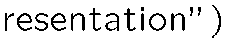 resentation” )